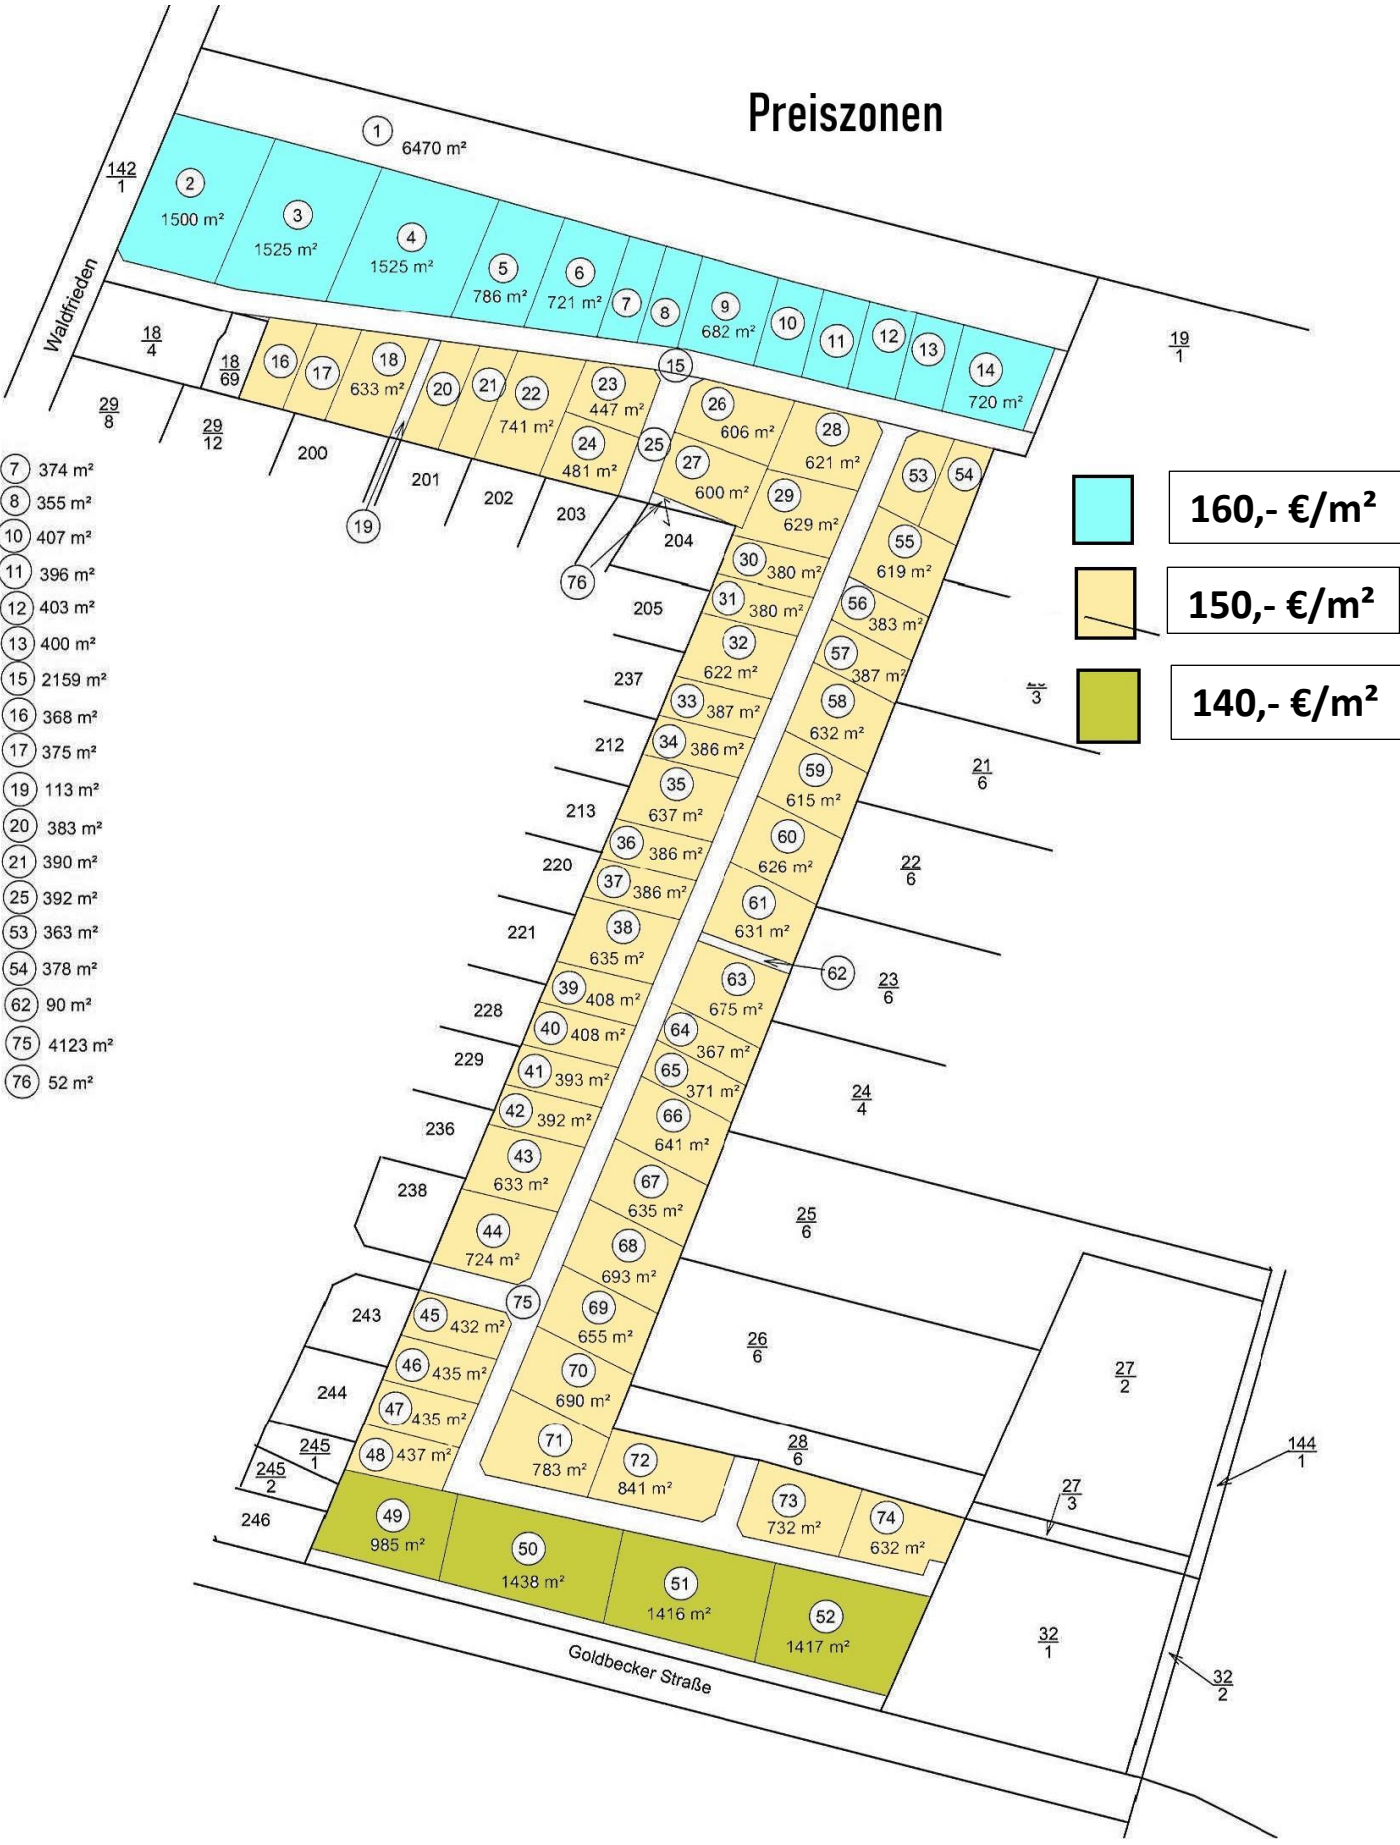 Preiszonen
1
6470 m²
142
1
2
1500 m²
3
1525 m²
4
1525 m²
5
786 m²
6
721 m²
7
8
9
682 m²
10
11
12
13
14
720 m²
19
1
Waldfrieden
18
4
18
69
29
8
29
12
15
16
17
18
633 m²
20
21
22
741 m²
23
447 m²
24
481 m²
25
26
606 m²
27
600 m²
28
621 m²
29
629 m²
53
54
55
619 m²
200
201
202
203
204
19
76
7 374 m²
8 355 m²
10 407 m²
11 396 m²
12 403 m²
13 400 m²
15 2159 m²
16 368 m²
17 375 m²
19 113 m²
20 383 m²
21 390 m²
25 392 m²
53 363 m²
54 378 m²
62 90 m²
75 4123 m²
76 52 m²
160,- €/m²
150,- €/m²
140,- €/m²
30 380 m²
31 380 m²
32
622 m²
33 387 m²
34 386 m²
35
637 m²
36 386 m²
37 386 m²
38
635 m²
39 408 m²
40 408 m²
41 393 m²
42 392 m²
43
633 m²
44
724 m²
75
45 432 m²
46 435 m²
47 435 m²
48 437 m²
56 383 m²
57 387 m²
58
632 m²
59
615 m²
60
626 m²
61
631 m²
62
63
675 m²
64 367 m²
65 371 m²
66
641 m²
67
635 m²
68
693 m²
69
655 m²
70
690 m²
71
783 m²
72
841 m²
73
732 m²
74
632 m²
49
985 m²
50
1438 m²
51
1416 m²
52
1417 m²
205
237
212
213
220
221
228
229
236
238
243
244
245
1
245
2
246
3
21
6
22
6
23
6
24
4
25
6
26
6
27
2
28
6
27
3
144
1
32
1
32
2
Goldbecker Straße